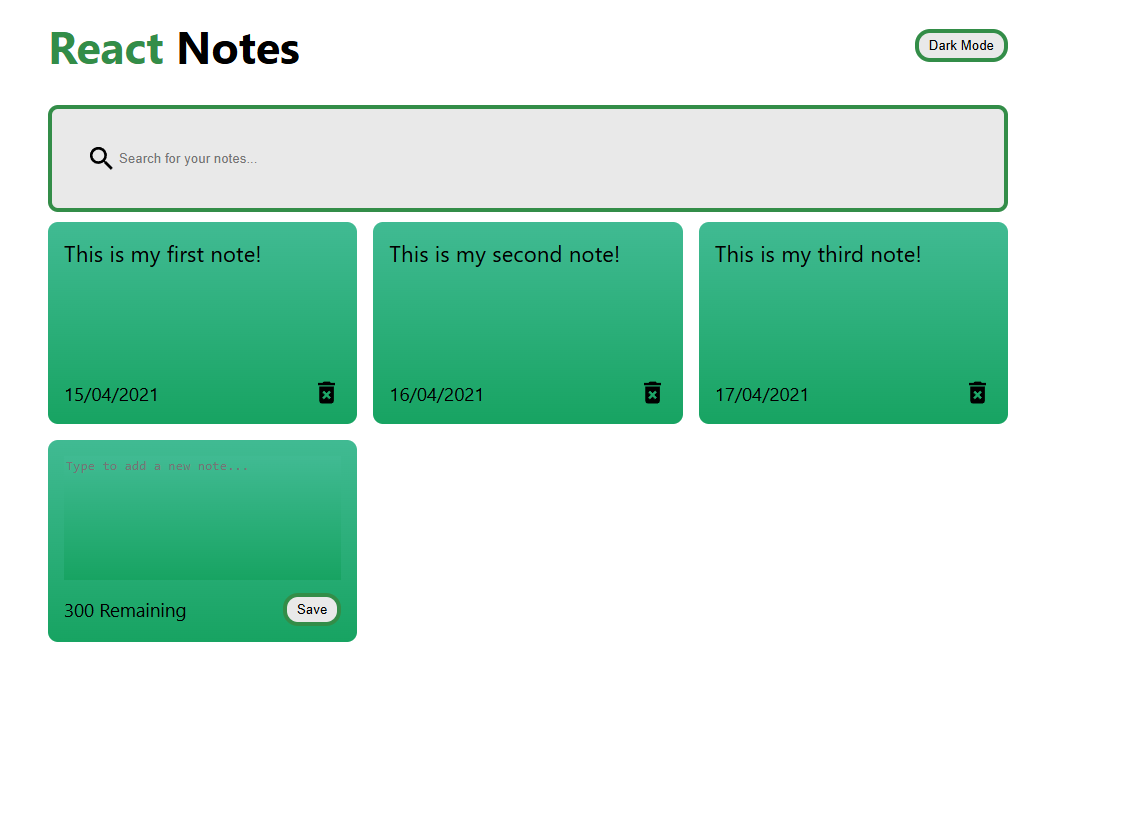 React Notes
Dark Mode
Search for your notes...
This is my first note!
This is my second note!
This is my third note!
15/04/2021
16/04/2021
17/04/2021
Type to add a new note...
300 Remaining
Save